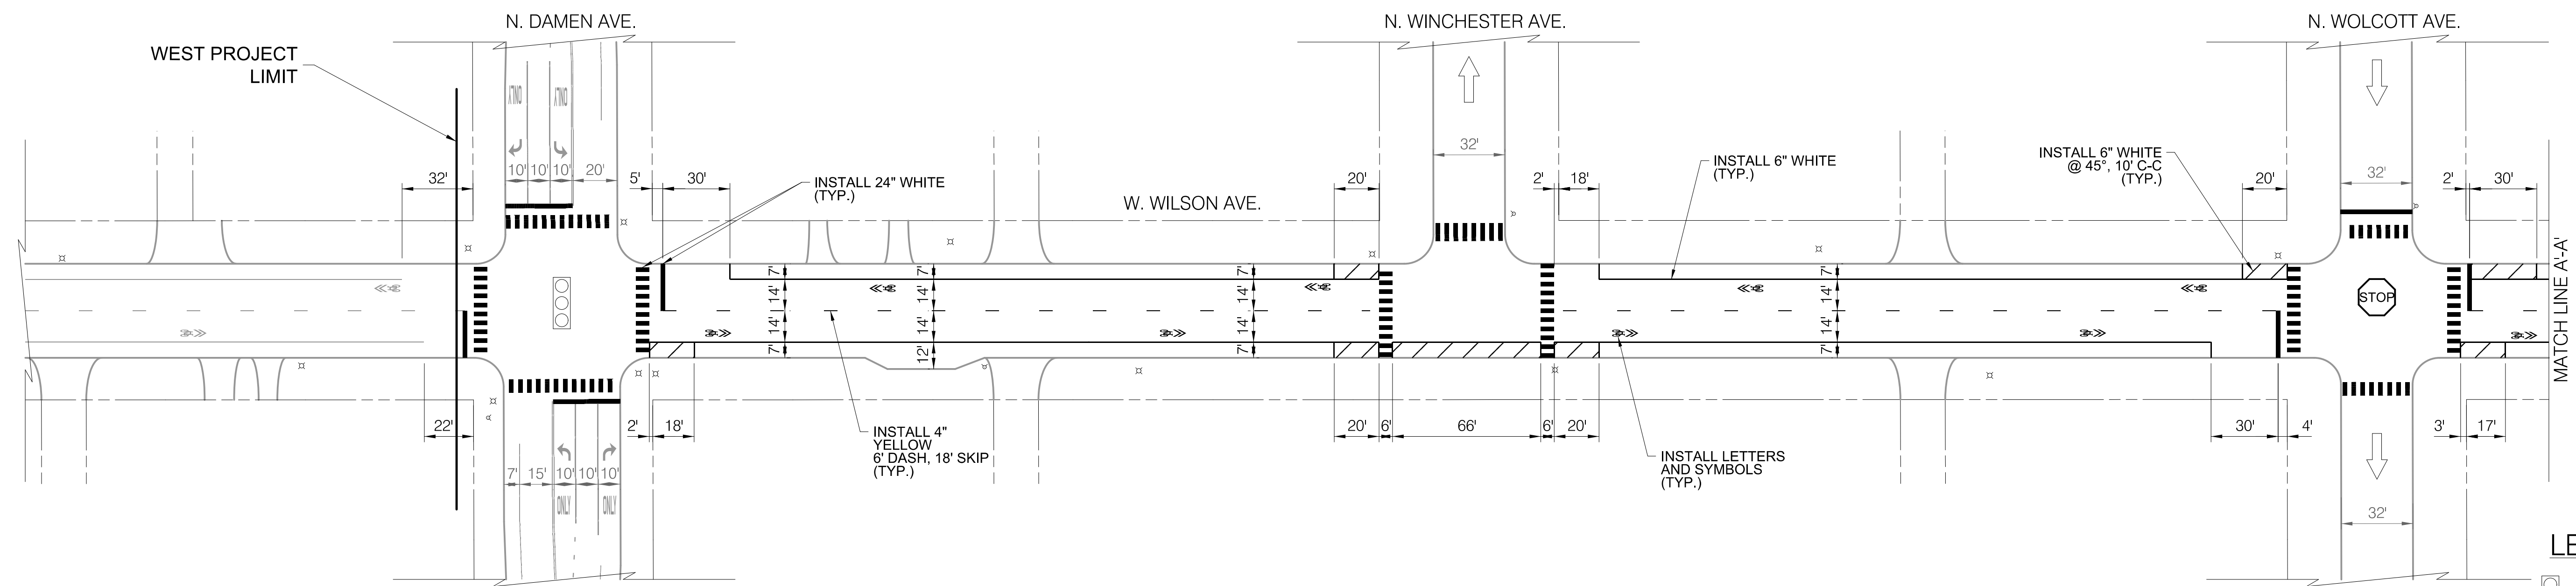 N. DAMEN AVE.
N. WINCHESTER AVE.
N. WOLCOTT AVE.
WEST PROJECT
LIMIT
ONLY
ONLY
10'
10'
10'
20'
32'
5'
30'
INSTALL 24" WHITE
(TYP.)
W. WILSON AVE.
20'
32'
2'
18'
INSTALL 6" WHITE
(TYP.)
INSTALL 6" WHITE
@ 45°, 10' C-C
(TYP.)
20'
32'
2'
30'
7'
14'
14'
7'
7'
14'
14'
12'
7'
14'
14'
7'
7'
14'
14'
7'
STOP
MATCH LINE A'-A'
22'
2'
18'
INSTALL 4"
YELLOW
6' DASH, 18' SKIP
(TYP.)
20'
6'
66'
6'
20'
INSTALL LETTERS
AND SYMBOLS
(TYP.)
30'
4'
3'
17'
7'
15'
10'
10'
10'
ONLY
ONLY
32'
LE